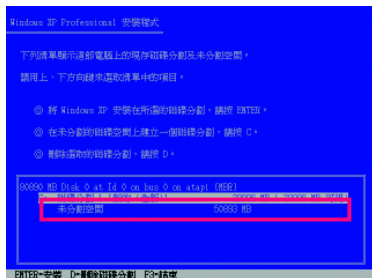 Windows XP Professional 安裝程式
下列清單顯示這部電腦上的現存磁碟分割及未分割空間。
請用上、下方向鍵來選取清單中的項目。
◎ 將 Windows XP 安裝在所選的磁碟分割，請按 ENTER。
◎ 在未分割的磁碟空間上建立一個磁碟分割，請按 C。
◎ 刪除選取的磁碟分割，請按 D。
80890 MB Disk 0 at Id 0 on bus 0 on atapi (MBR)
未分割空間 50883 MB
ENTER=安裝 D=刪除磁碟分割 F3=結束